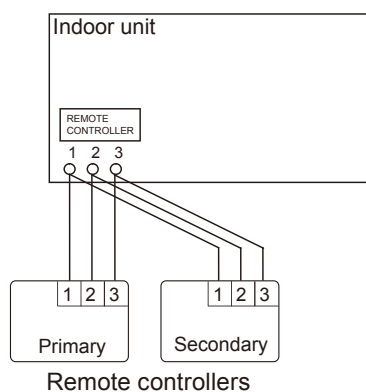 Indoor unit
REMOTE
CONTROLLER
1 2 3
1 2 3
1 2 3
Primary
Secondary
Remote controllers